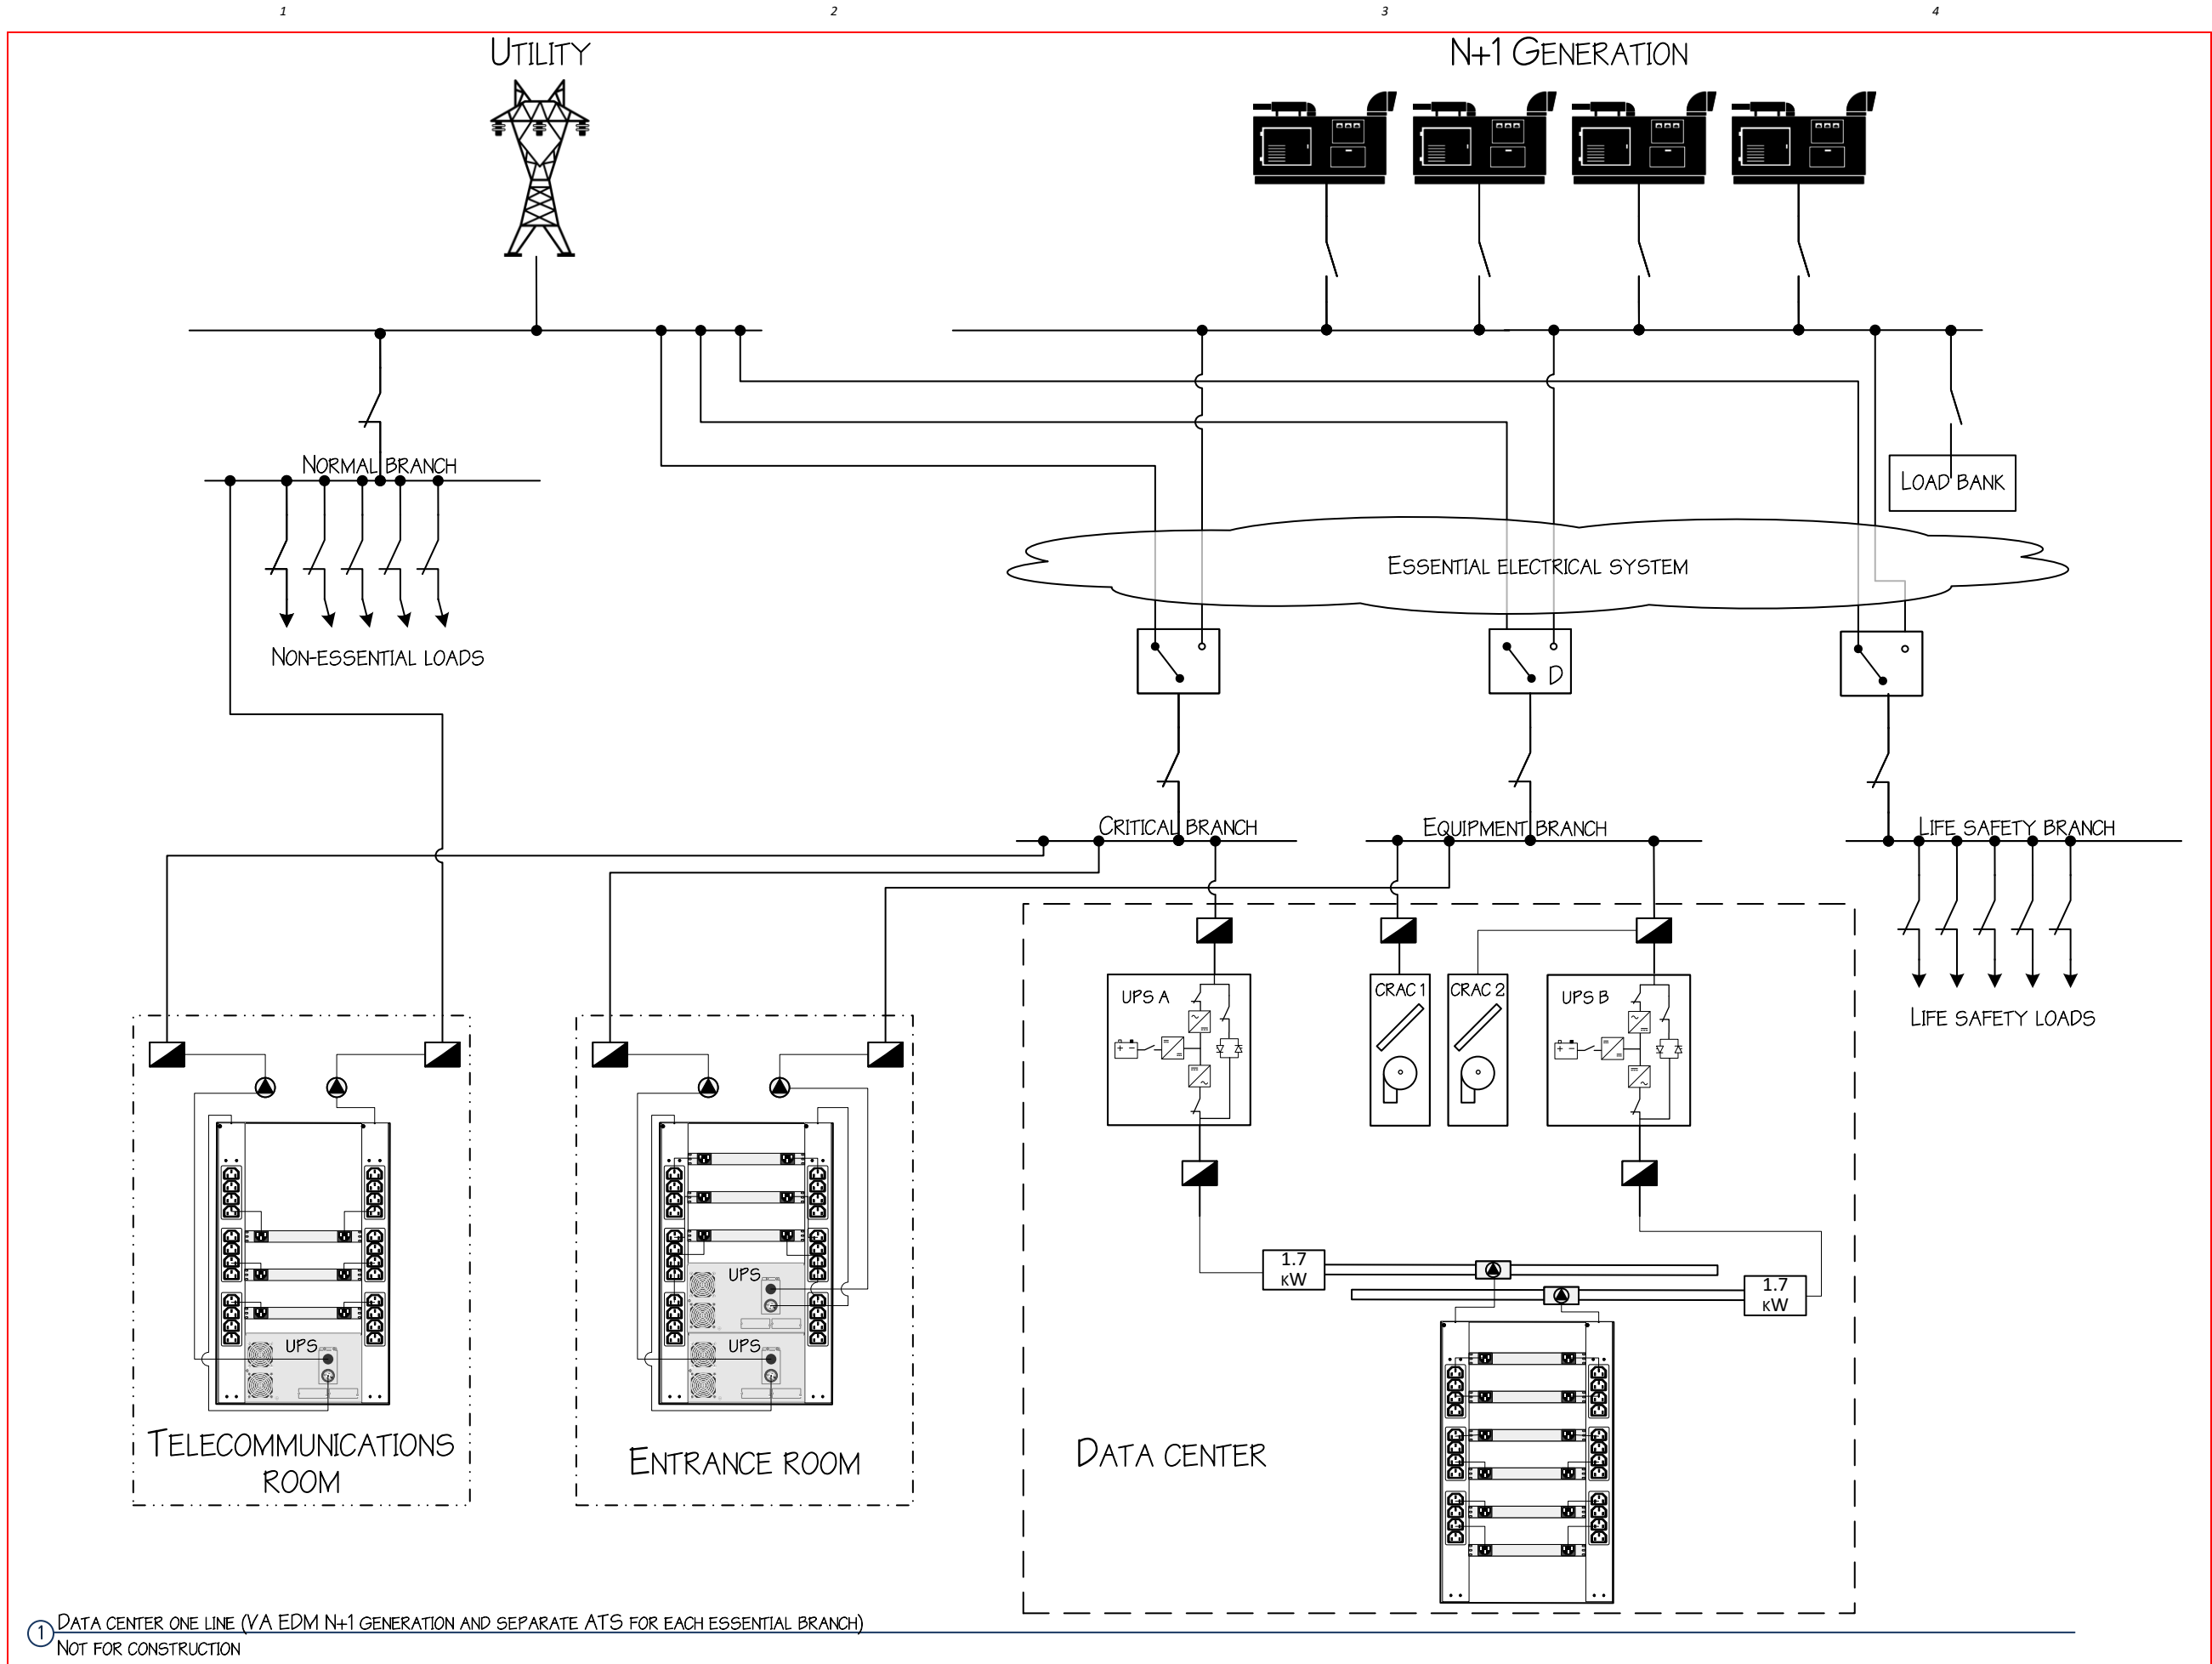 1 2 3 4
UTILITY
N+1 GENERATION
NORMAL BRANCH
LOAD BANK
ESSENTIAL ELECTRICAL SYSTEM
NON-ESSENTIAL LOADS
D
CRITICAL BRANCH
EQUIPMENT BRANCH
LIFE SAFETY BRANCH
UPS A
CRAC 1
CRAC 2
UPS B
LIFE SAFETY LOADS
1.7
KW
1.7
KW
UPS
UPS
UPS
TELECOMMUNICATIONS
ROOM
ENTRANCE ROOM
DATA CENTER
1
DATA CENTER ONE LINE (VA EDM N+1 GENERATION AND SEPARATE ATS FOR EACH ESSENTIAL BRANCH)
NOT FOR CONSTRUCTION